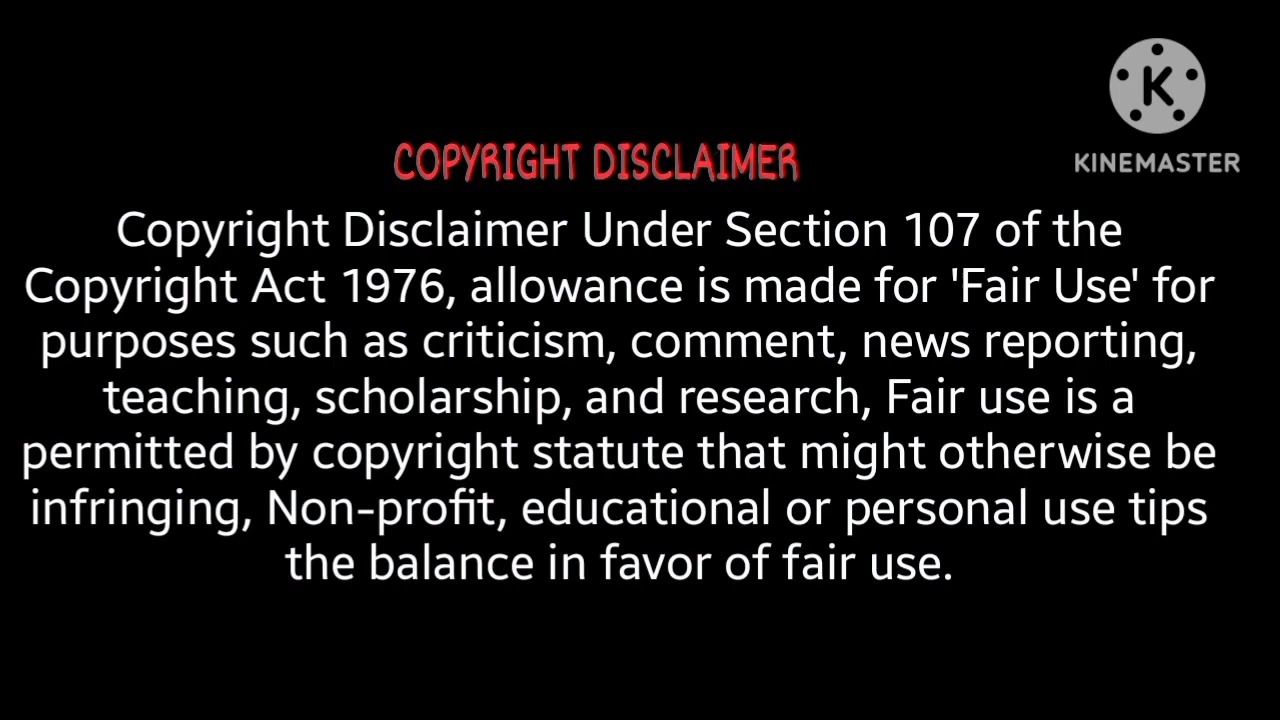 K
KINEMASTER
COPYRIGHT DISCLAIMER
Copyright Disclaimer Under Section 107 of the
Copyright Act 1976, allowance is made for 'Fair Use' for
purposes such as criticism, comment, news reporting,
teaching, scholarship, and research, Fair use is a
permitted by copyright statute that might otherwise be
infringing, Non-profit, educational or personal use tips
the balance in favor of fair use.